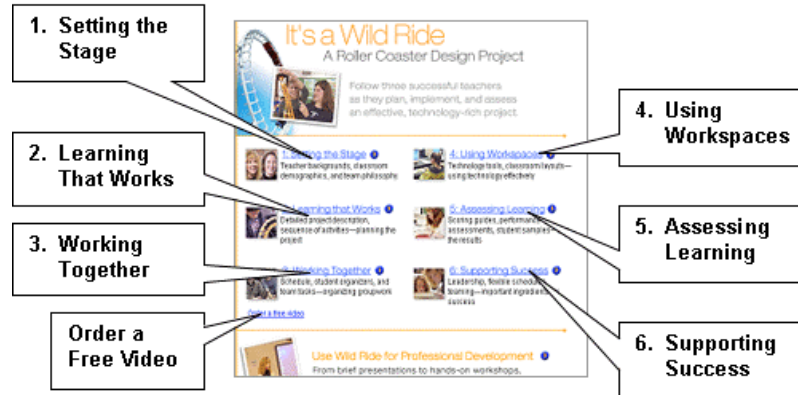 1. Setting the
Stage
2. Learning
That Works
3. Working
Together
Order a
Free Video
It's a Wild Ride
A Roller Coaster Design Project
Follow three successful teachers
as they plan, implement, and assess
an effective, technology-rich project.
1: Setting the Stage
Teacher backgrounds, classroom
demographics, and team philosophy
2: Learning that Works
Detailed project description,
sequence of activities—planning the
project
3: Working Together
Schedule, student organizers, and
team tasks—organizing groupwork
Order a free video
4: Using Workspaces
Technology tools, classroom layouts—
using technology effectively
5: Assessing Learning
Scoring guides, performance
assessments, student samples—
the results
6: Supporting Success
Leadership, flexible schedules,
teaming—important ingredients
success
Use Wild Ride for Professional Development
From brief presentations to hands-on workshops,
4. Using
Workspaces
5. Assessing
Learning
6. Supporting
Success